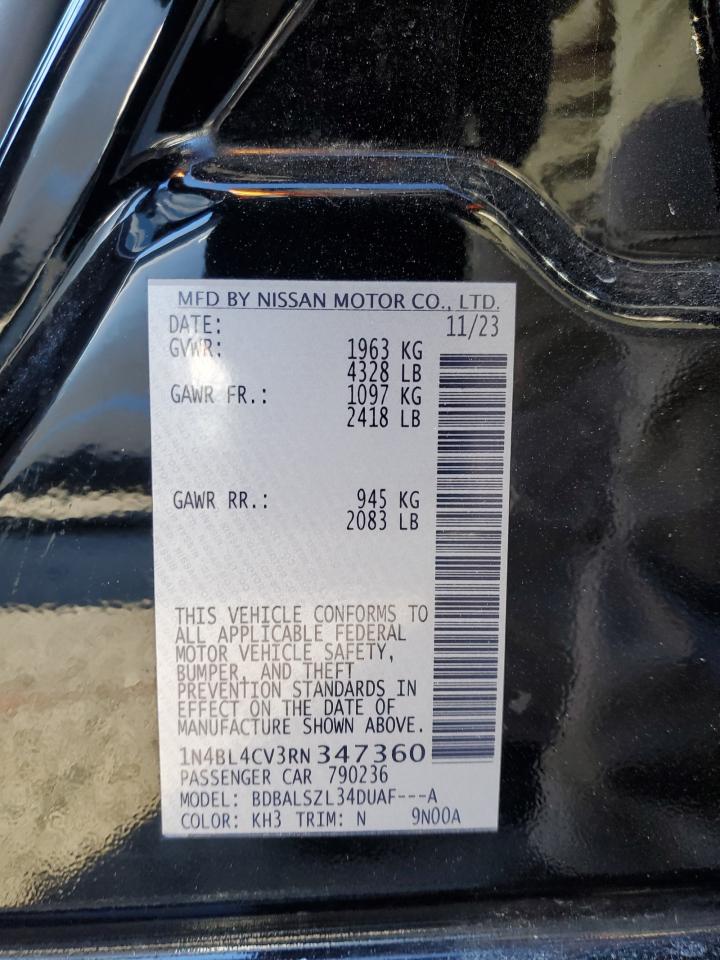 MFD BY NISSAN MOTOR CO., LTD.
DATE: 11/23
GVWR: 1963 KG
4328 LB
GAWR FR.: 1097 KG
2418 LB
GAWR RR.: 945 KG
2083 LB
THIS VEHICLE CONFORMS TO
ALL APPLICABLE FEDERAL
MOTOR VEHICLE SAFETY,
BUMPER, AND THEFT
PREVENTION STANDARDS IN
EFFECT ON THE DATE OF
MANUFACTURE SHOWN ABOVE.
1N4BL4CV3RN347360
PASSENGER CAR 790236
MODEL: BDBALSZL34DUAF---A
COLOR: KH3 TRIM: N 9N00A